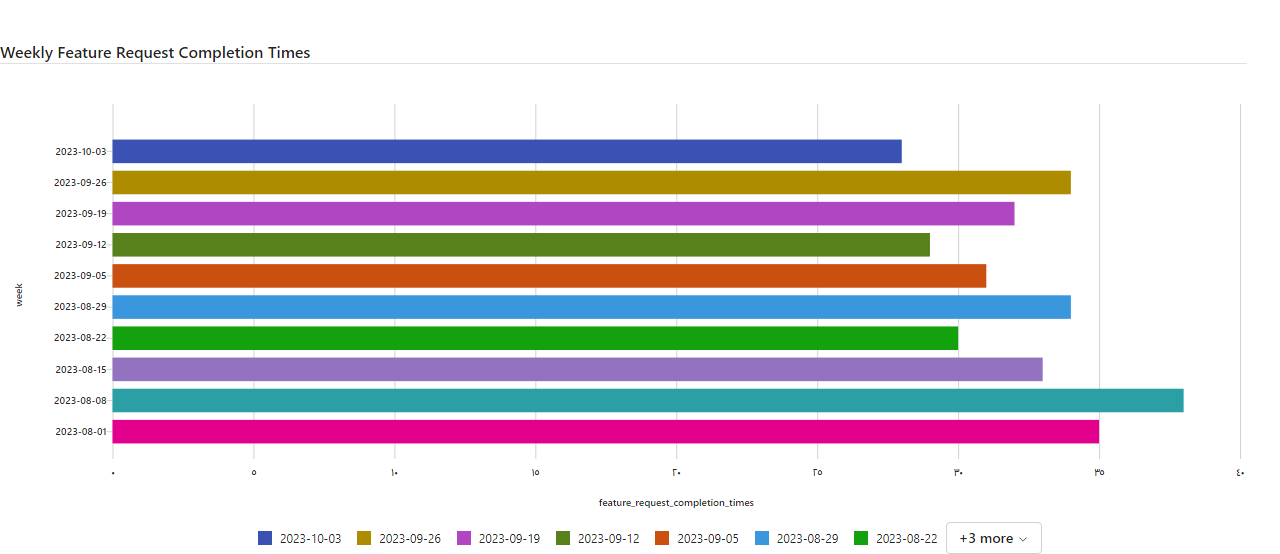 Weekly Feature Request Completion Times
2023-10-03
2023-09-26
2023-09-19
2023-09-12
2023-09-05
2023-08-29
2023-08-22
2023-08-15
2023-08-08
2023-08-01
week
٠ ٥ ١٠ ١٥ ٢٠ ٢٥ ٣٠ ٣٥ ٤٠
feature_request_completion_times
2023-10-03 2023-09-26 2023-09-19 2023-09-12 2023-09-05 2023-08-29 2023-08-22 +3 more